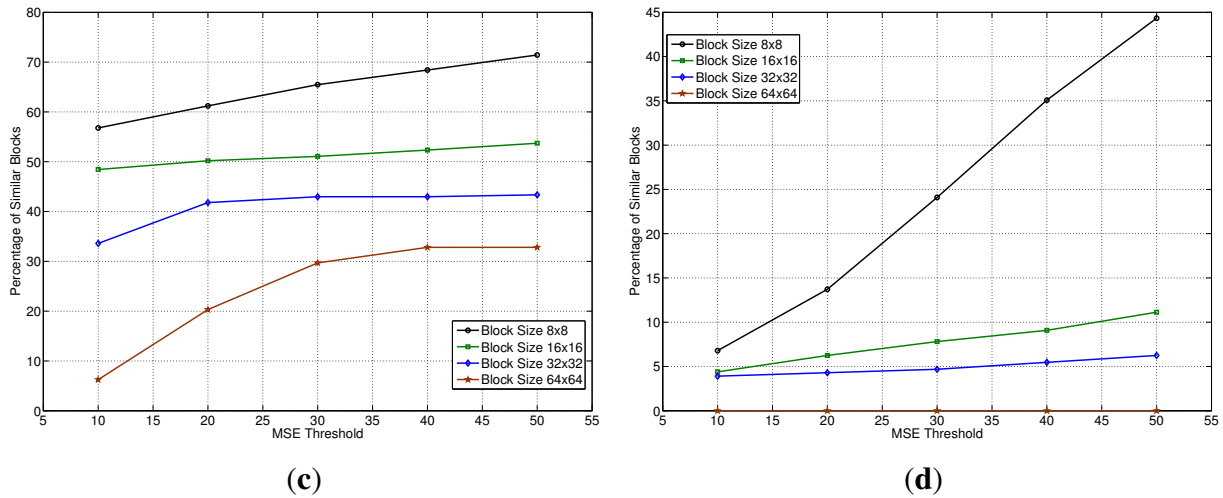 80
70
60
50
40
30
20
10
0
Percentage of Similar Blocks
Block Size 8x8
Block Size 16x16
Block Size 32x32
Block Size 64x64
5 10 15 20 25 30 35 40 45 50 55
MSE Threshold
(c)
45
40
35
30
25
20
15
10
5
0
Percentage of Similar Blocks
Block Size 8x8
Block Size 16x16
Block Size 32x32
Block Size 64x64
5 10 15 20 25 30 35 40 45 50 55
MSE Threshold
(d)